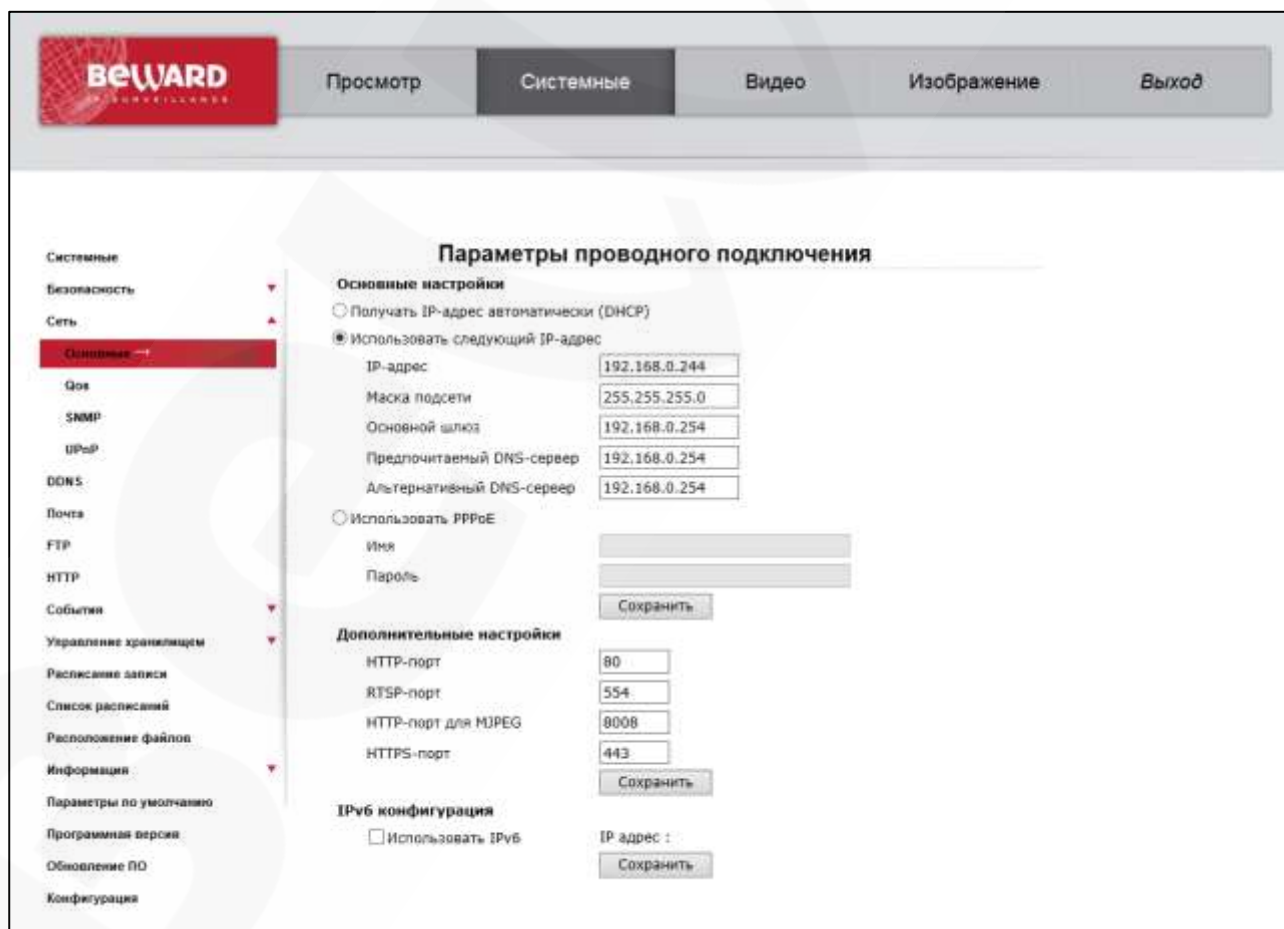 BEWARD
IP SURVEILLANCE
Просмотр
Системные
Видео
Изображение
Выход
Системные
Безопасность
Сеть
Основные →
Qos
SNMP
UPnP
DDNS
Почта
FTP
HTTP
События
Управление хранилищем
Расписание записи
Список расписаний
Расположение файлов
Информация
Параметры по умолчанию
Программная версия
Обновление ПО
Конфигурация
Параметры проводного подключения
Основные настройки
Получать IP-адрес автоматически (DHCP)
Использовать следующий IP-адрес
IP-адрес 192.168.0.244
Маска подсети 255.255.255.0
Основной шлюз 192.168.0.254
Предпочитаемый DNS-сервер 192.168.0.254
Альтернативный DNS-сервер 192.168.0.254
Использовать PPPoE
Имя
Пароль
Сохранить
Дополнительные настройки
HTTP-порт 80
RTSP-порт 554
HTTP-порт для MJPEG 8008
HTTPS-порт 443
Сохранить
IPv6 конфигурация
Использовать IPv6 IP адрес :
Сохранить